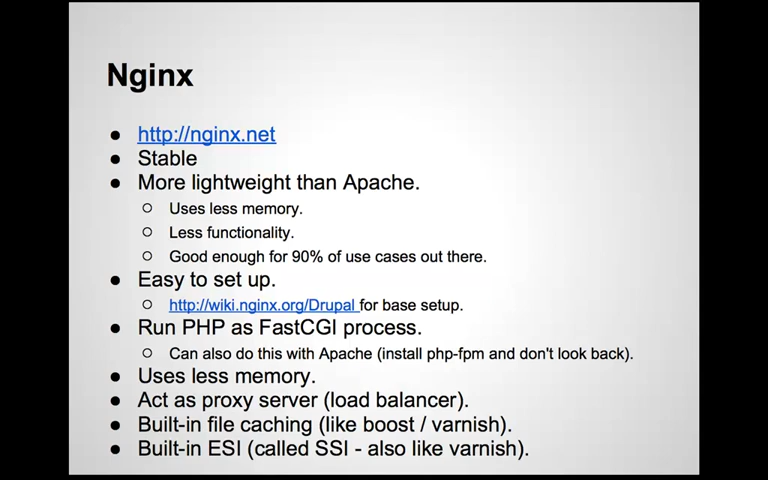 Nginx
● http://nginx.net
● Stable
● More lightweight than Apache.
○ Uses less memory.
○ Less functionality.
○ Good enough for 90% of use cases out there.
● Easy to set up.
○ http://wiki.nginx.org/Drupal for base setup.
● Run PHP as FastCGI process.
○ Can also do this with Apache (install php-fpm and don't look back).
● Uses less memory.
● Act as proxy server (load balancer).
● Built-in file caching (like boost / varnish).
● Built-in ESI (called SSI - also like varnish).